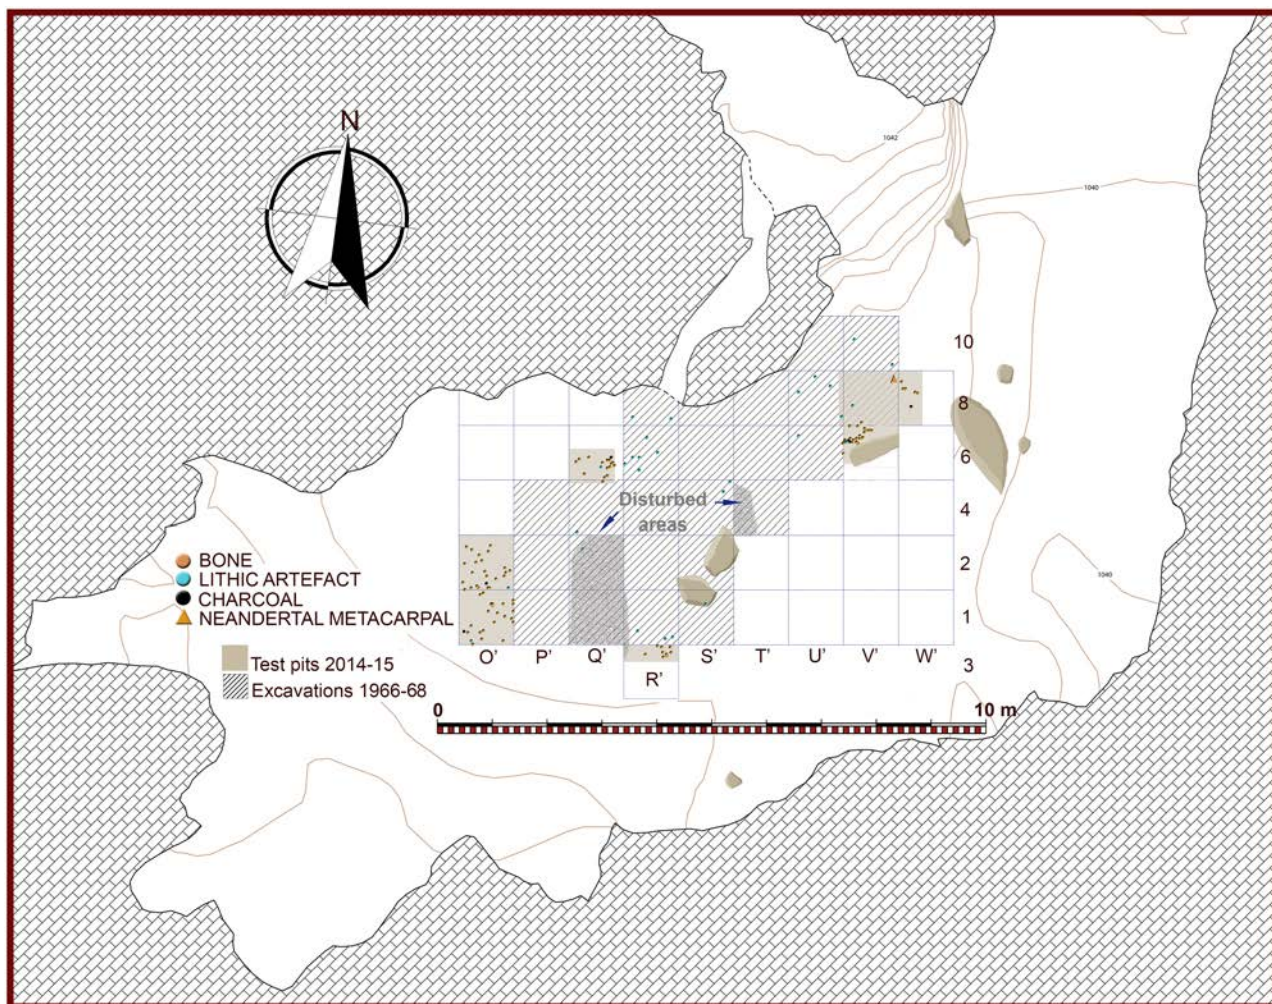 N
1042
1040
10
8
6
Disturbed
areas
4
2
BONE
LITHIC ARTEFACT
CHARCOAL
NEANDERTAL METACARPAL
1040
1
O' P' Q' S' T' U' V' W'
3
R'
Test pits 2014-15
Excavations 1966-68
0 10 m